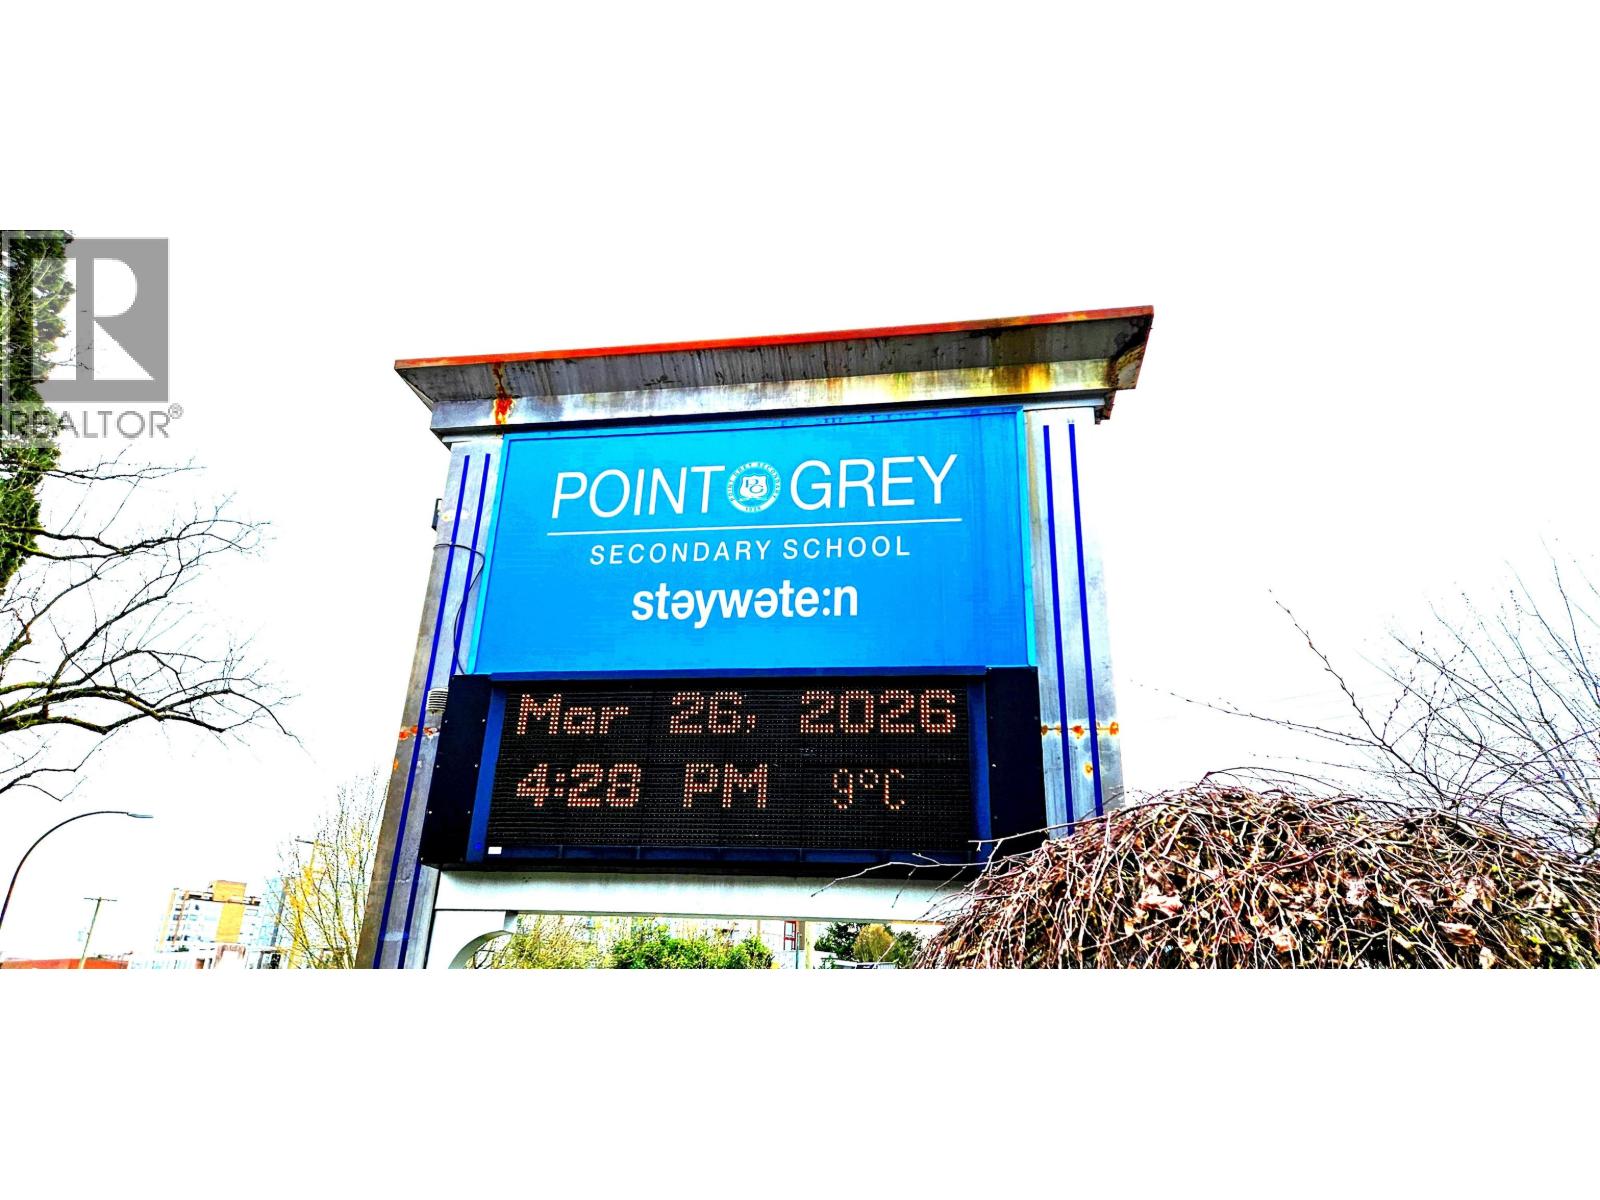 REALTOR®
POINT GREY
SECONDARY SCHOOL
stəywəte:n
Mar 26, 2026
4:28 PM 9°C